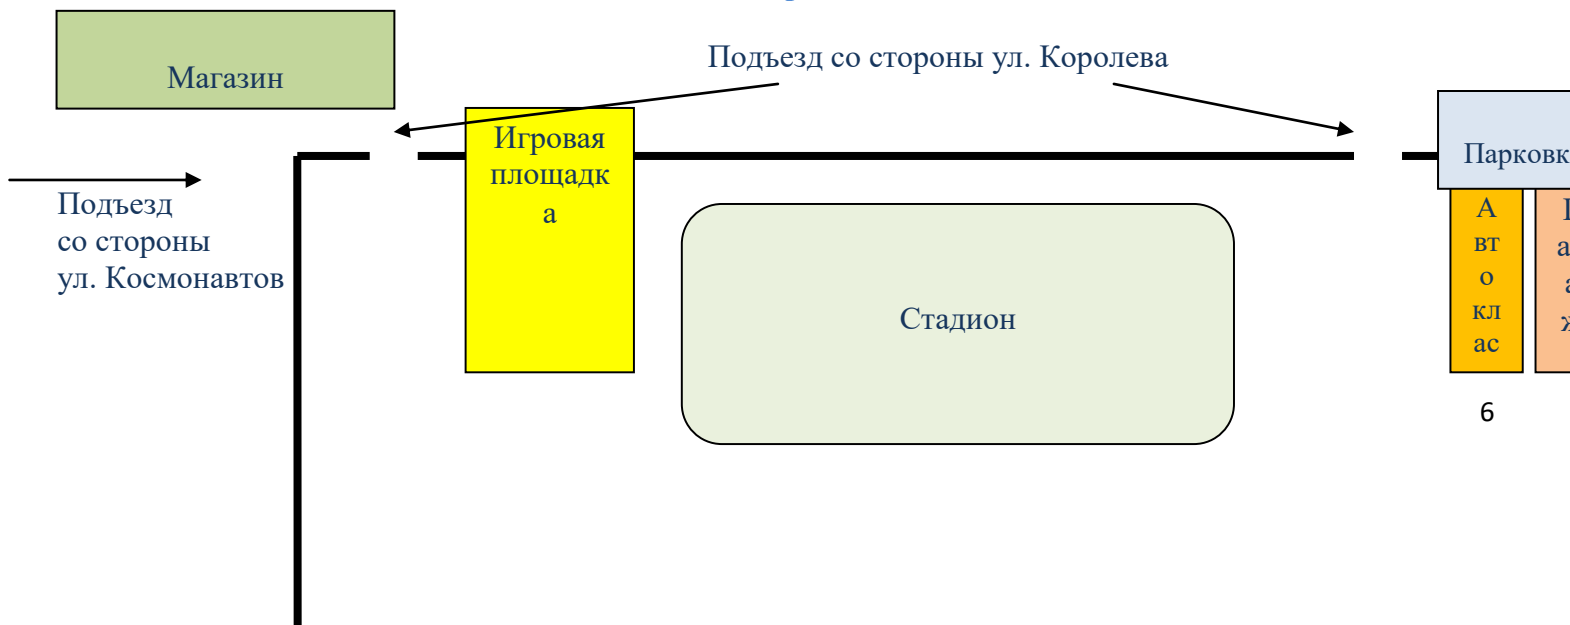 Магазин
Подъезд со стороны ул. Королева
Игровая
площадк
а
Парковк
Подъезд
со стороны
ул. Космонавтов
Стадион
А
вт
о
кл
ас
6